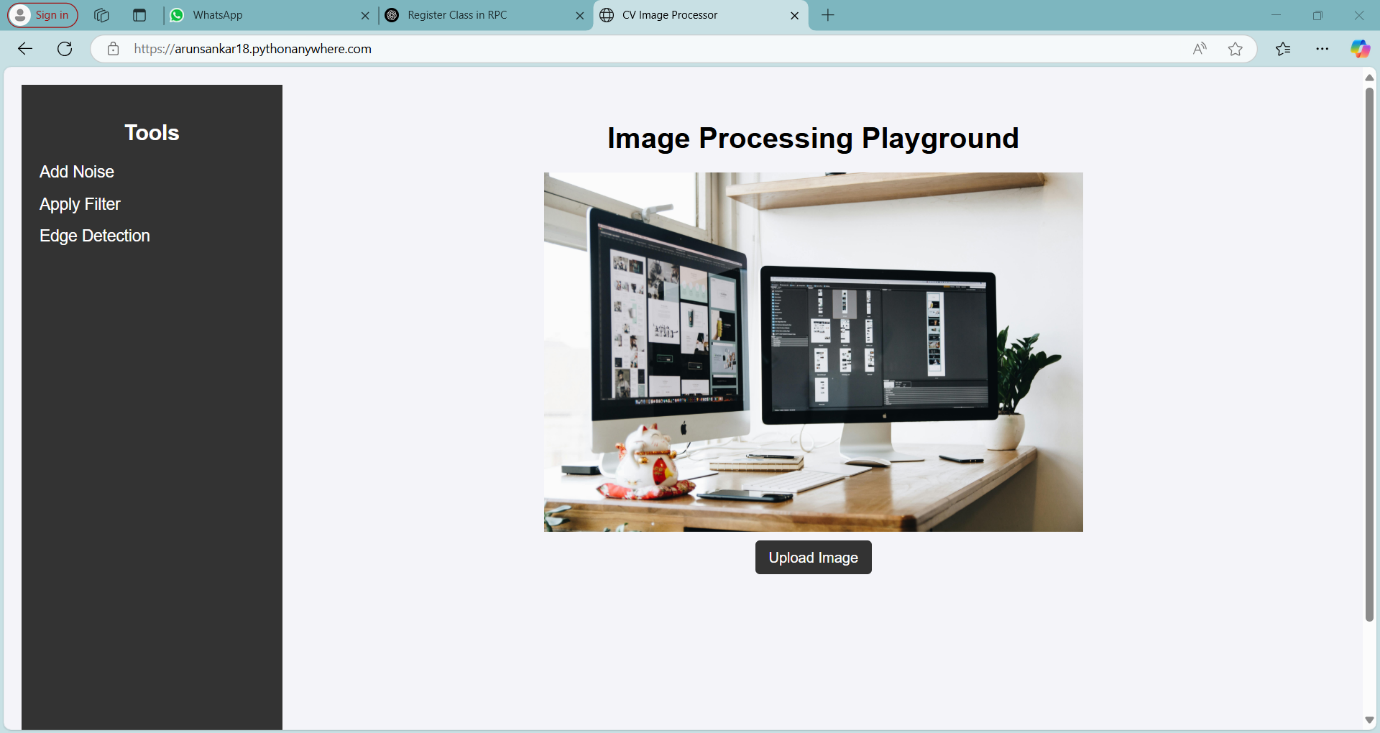 Sign in
WhatsApp
Register Class in RPC
CV Image Processor
https://arunsankar18.pythonanywhere.com
Tools
Add Noise
Apply Filter
Edge Detection
Image Processing Playground
Upload Image